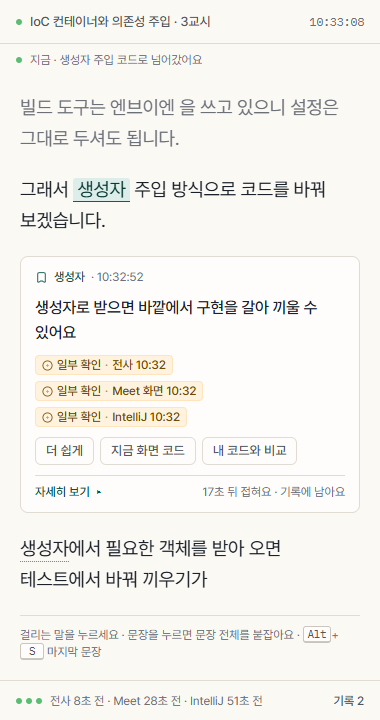 IoC 컨테이너와 의존성 주입 · 3교시 10:33:08
지금 · 생성자 주입 코드로 넘어갔어요
빌드 도구는 엔브이엔 을 쓰고 있으니 설정은
그대로 두셔도 됩니다.
그래서 생성자 주입 방식으로 코드를 바꿔
보겠습니다.
생성자 · 10:32:52
생성자로 받으면 바깥에서 구현을 갈아 끼울 수
있어요
일부 확인 · 전사 10:32
일부 확인 · Meet 화면 10:32
일부 확인 · IntelliJ 10:32
더 쉽게 지금 화면 코드 내 코드와 비교
자세히 보기 ▸ 17초 뒤 접혀요 · 기록에 남아요
생성자에서 필요한 객체를 받아 오면
테스트에서 바꿔 끼우기가
걸리는 말을 누르세요 · 문장을 누르면 문장 전체를 붙잡아요 · Alt +
S 마지막 문장
전사 8초 전 · Meet 28초 전 · IntelliJ 51초 전 기록 2